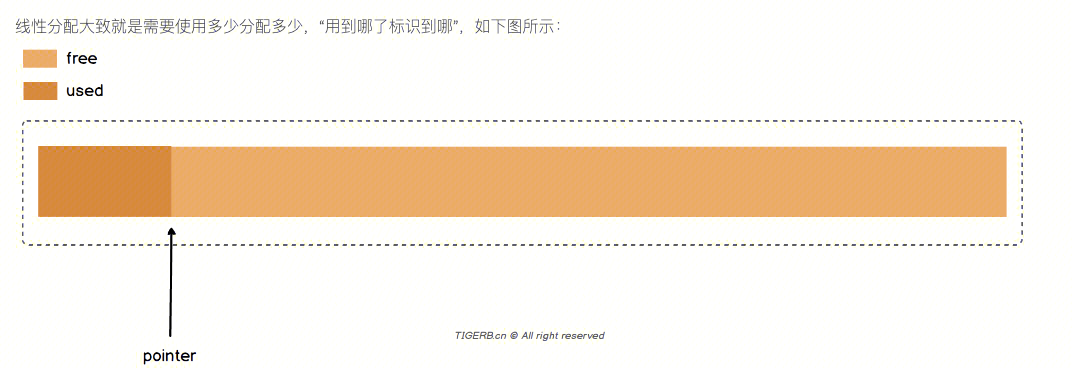 线性分配大致就是需要使用多少分配多少，“用到哪了标识到哪”，如下图所示：
free
used
TIGERB.cn © All right reserved
pointer